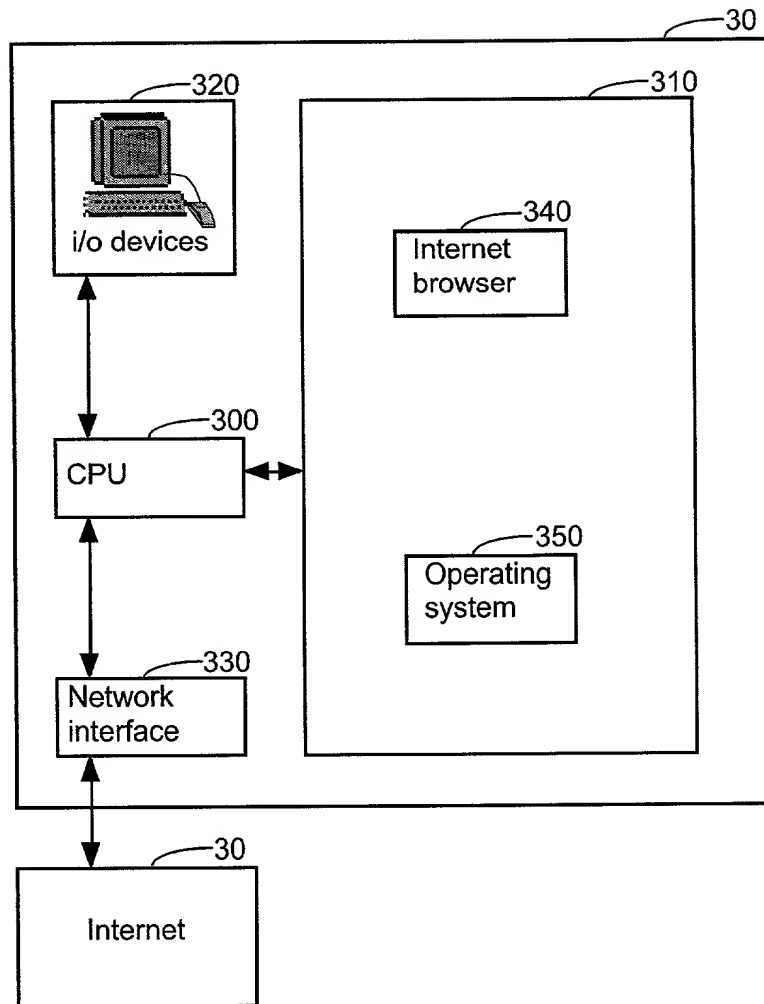 30
320
310
i/o devices
340
Internet
browser
300
CPU
350
Operating
system
330
Network
interface
30
Internet